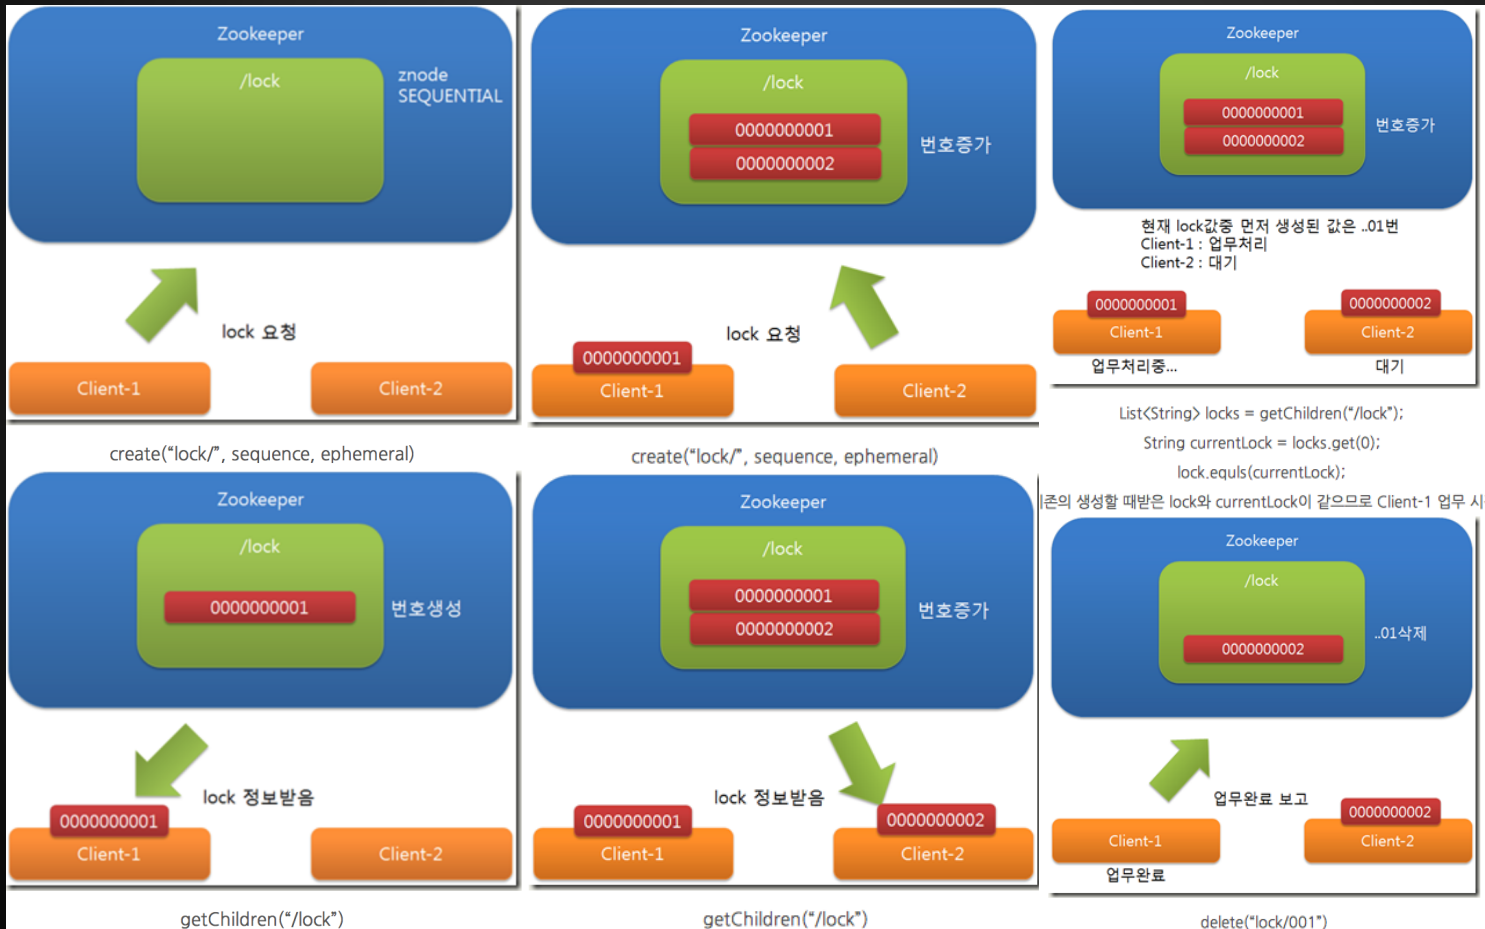 Zookeeper
/lock
znode
SEQUENTIAL
lock 요청
Client-1
Client-2
create(“lock/”, sequence, ephemeral)
Zookeeper
/lock
0000000001
번호생성
lock 정보받음
0000000001
Client-1
Client-2
getChildren(“/lock”)
Zookeeper
/lock
0000000001
0000000002
번호증가
lock 요청
0000000001
Client-1
Client-2
create(“lock/”, sequence, ephemeral)
Zookeeper
/lock
0000000001
0000000002
번호증가
lock 정보받음
0000000001
0000000002
Client-1
Client-2
getChildren(“/lock”)
Zookeeper
/lock
0000000001
0000000002
번호증가
현재 lock값중 먼저 생성된 값은 ..01번
Client-1 : 업무처리
Client-2 : 대기
0000000001
0000000002
Client-1
Client-2
업무처리중...
대기
List<String> locks = getChildren(“/lock”);
String currentLock = locks.get(0);
lock.equls(currentLock);
생성할 때받은 lock와 currentLock이 같으므로 Client-1 업무
Zookeeper
/lock
0000000002
..01삭제
업무완료 보고
0000000002
Client-1
Client-2
업무완료
delete(“lock/001”)